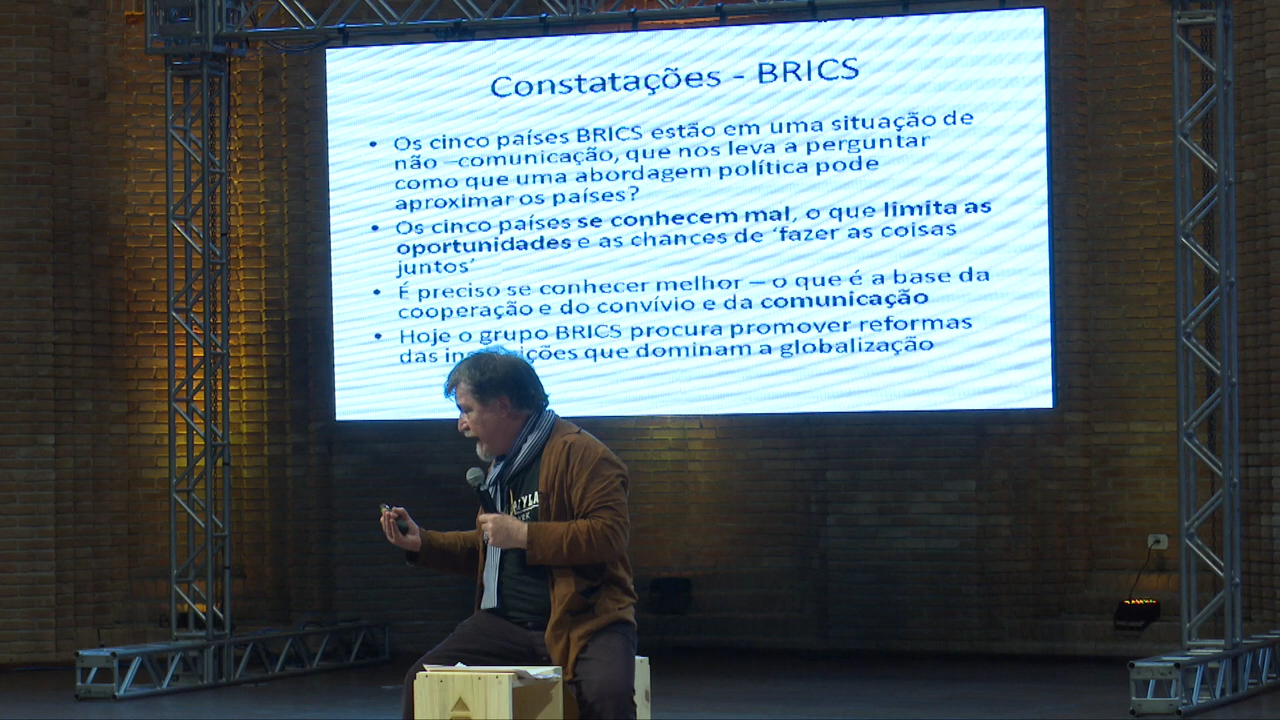 Constatações - BRICS
• Os cinco países BRICS estão em uma situação de
não –comunicação, que nos leva a perguntar
como que uma abordagem política pode
aproximar os países?
• Os cinco países se conhecem mal, o que limita as
oportunidades e as chances de ‘fazer as coisas
juntos’
• É preciso se conhecer melhor – o que é a base da
cooperação e do convívio e da comunicação
• Hoje o grupo BRICS procura promover reformas
das que dominam a globalização